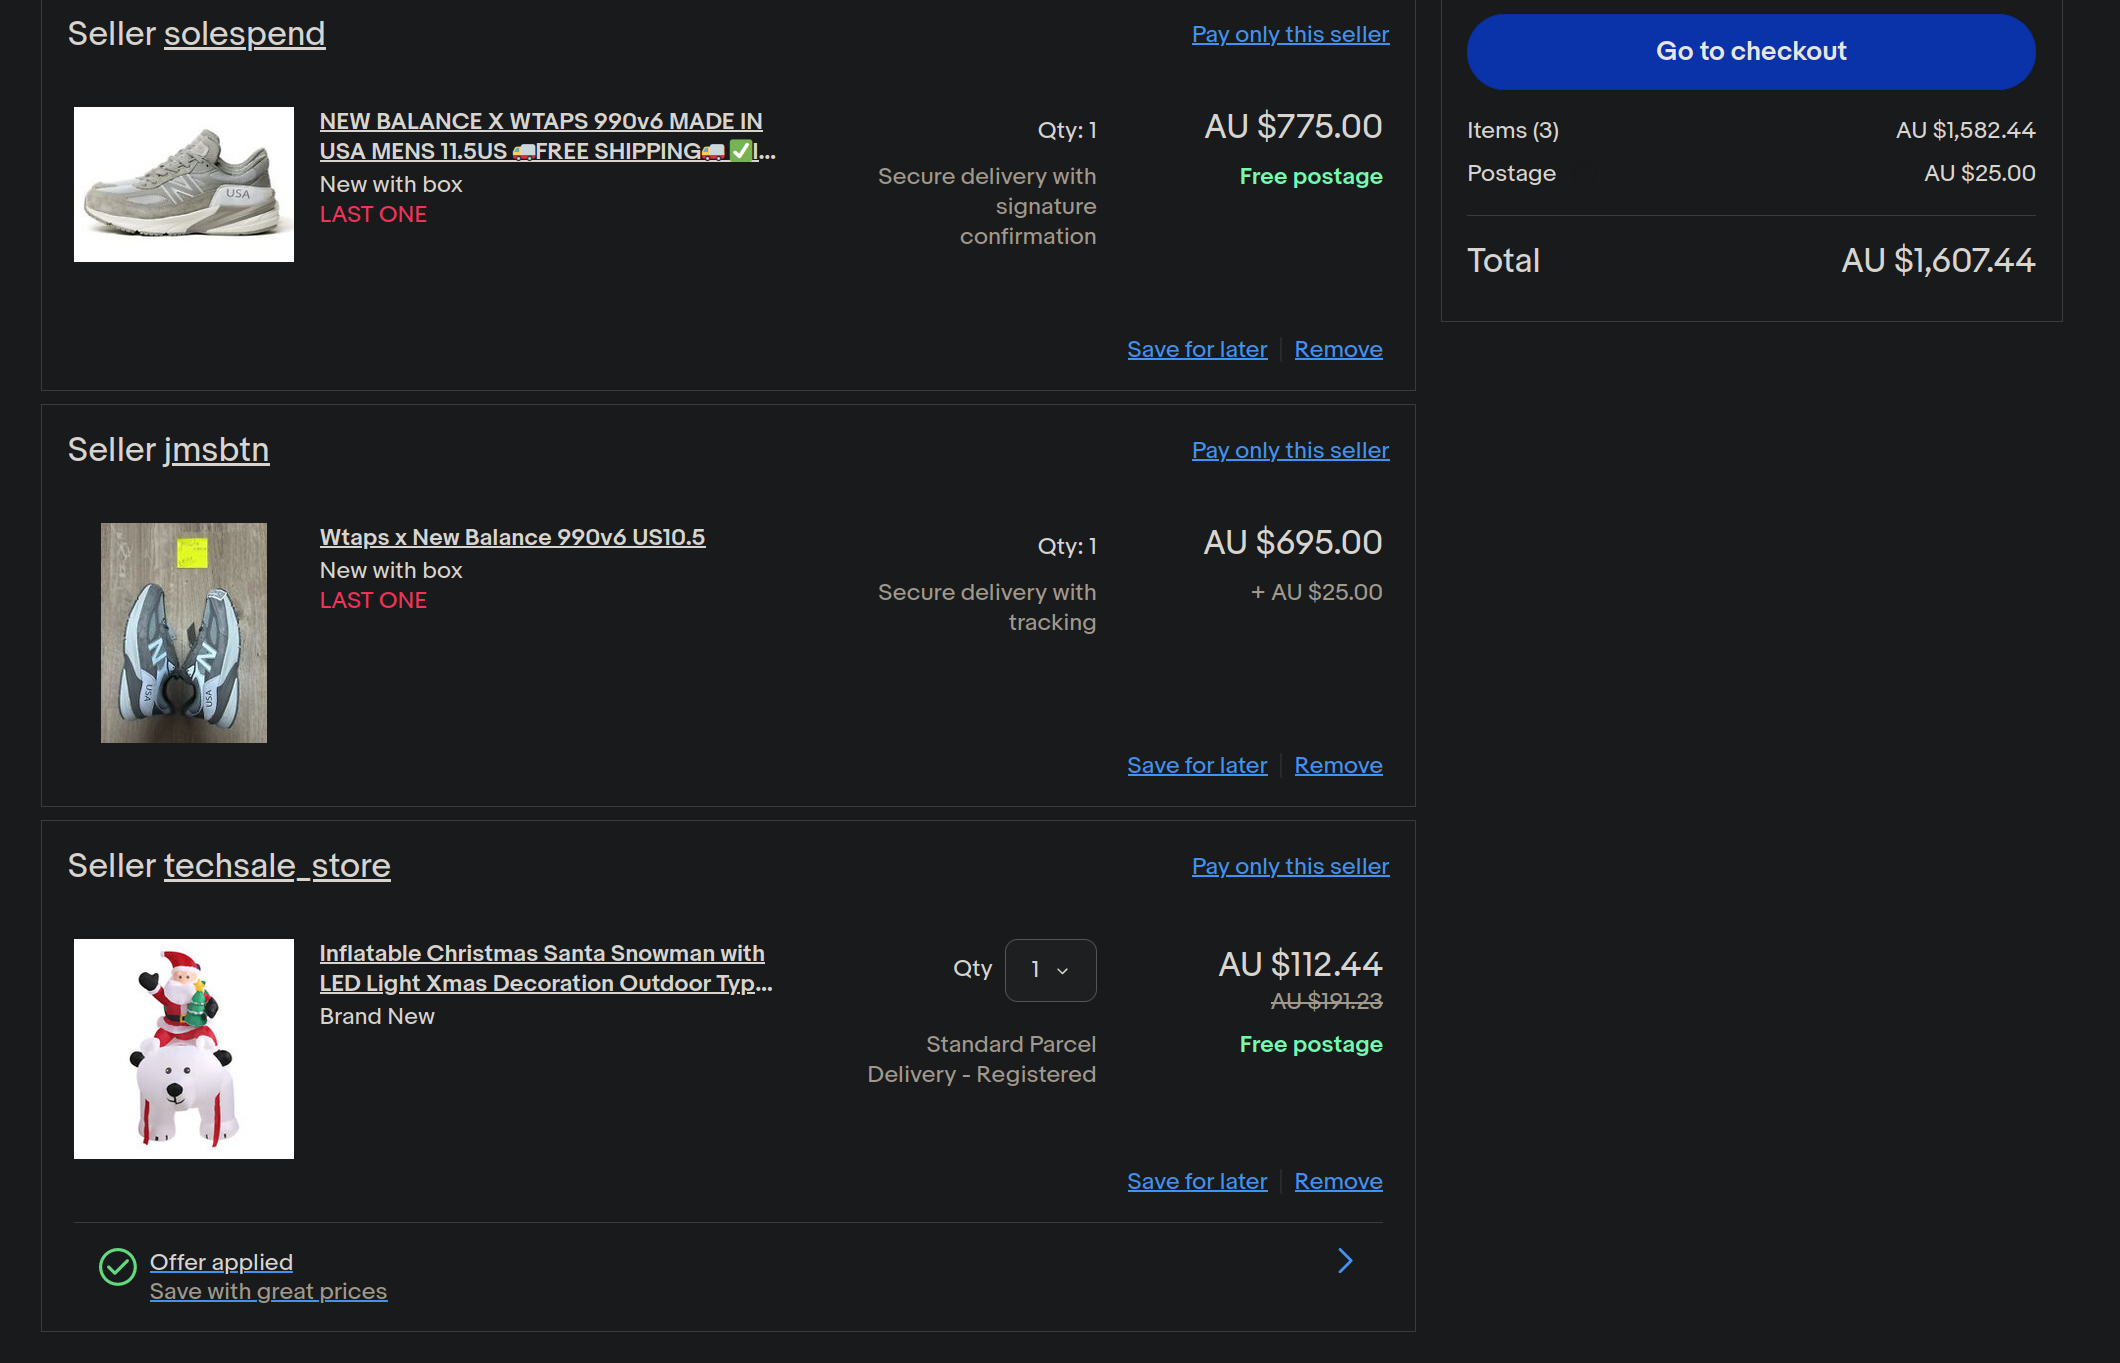 Seller solespend
Pay only this seller
NEW BALANCE X WTAPS 990v6 MADE IN
USA MENS 11.5US 🚚FREE SHIPPING🚚 ✅I...
New with box
LAST ONE
Qty: 1
Secure delivery with
signature
confirmation
AU $775.00
Free postage
USA
Save for later
Remove
Seller jmsbtn
Pay only this seller
Wtaps x New Balance 990v6 US10.5
New with box
LAST ONE
Qty: 1
Secure delivery with
tracking
AU $695.00
+ AU $25.00
USA
USA
Save for later
Remove
Seller techsale_store
Pay only this seller
Inflatable Christmas Santa Snowman with
LED Light Xmas Decoration Outdoor Typ...
Brand New
Qty 1
Standard Parcel
Delivery - Registered
AU $112.44
AU $191.23
Free postage
Save for later
Remove
Offer applied
Save with great prices
Go to checkout
Items (3) AU $1,582.44
Postage AU $25.00
Total AU $1,607.44